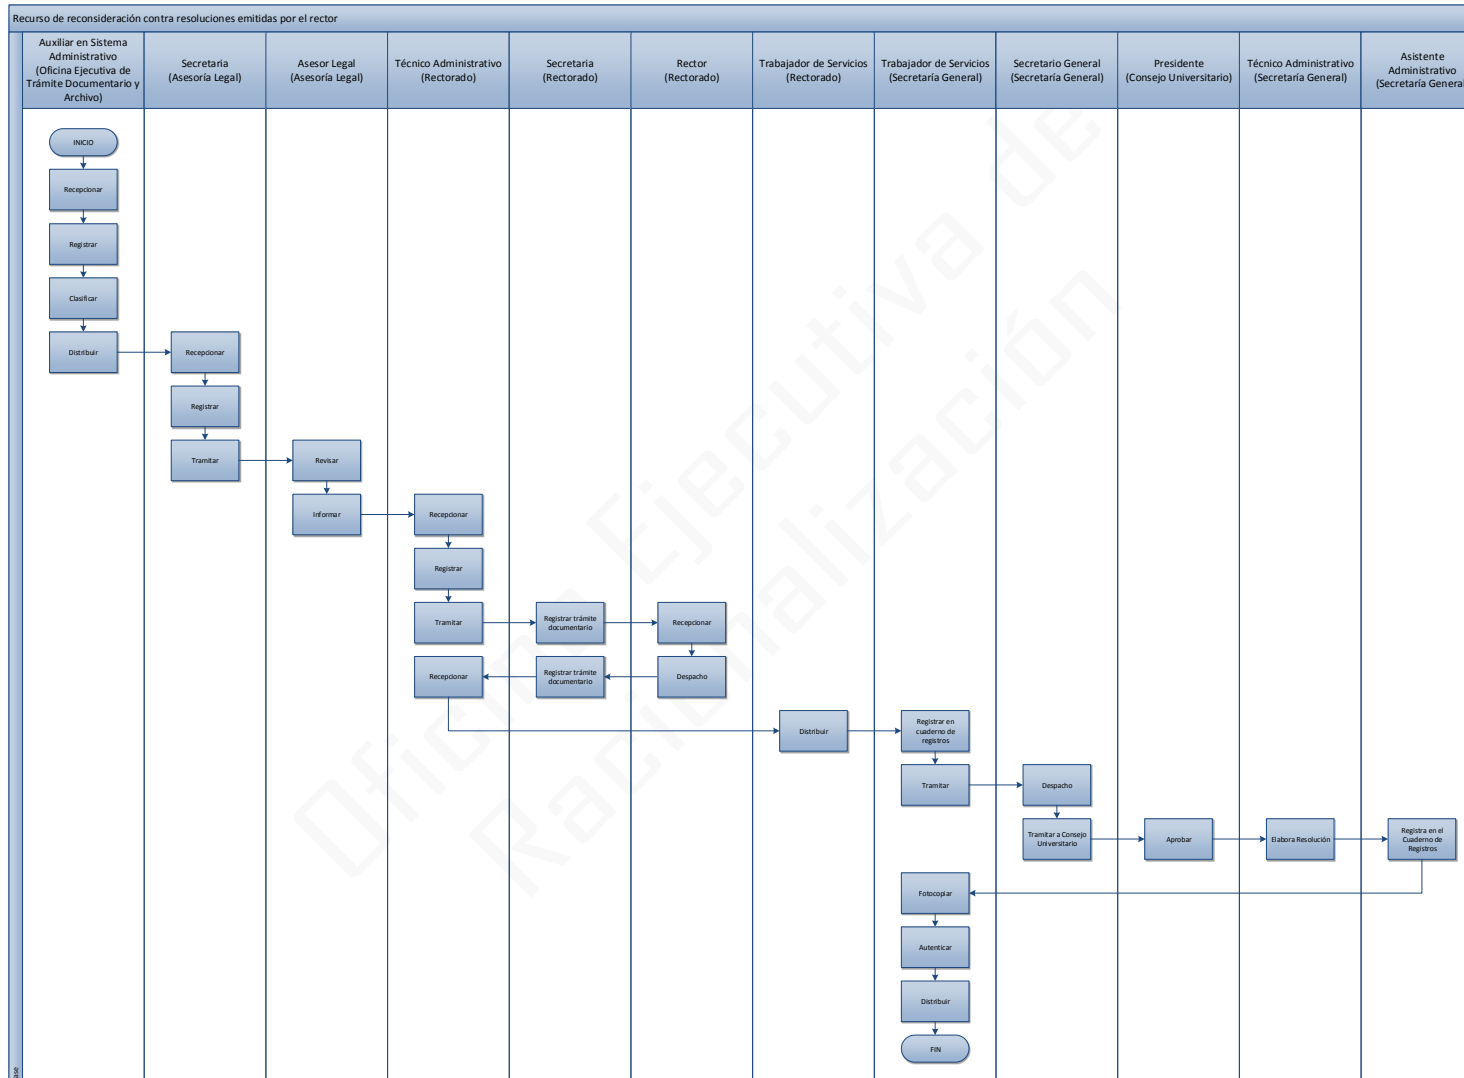 Recurso de reconsideración contra resoluciones emitidas por el rector
Auxiliar en Sistema
Administrativo
(Oficina Ejecutiva de
Trámite Documentario y
Archivo)
Secretaria
(Asesoría Legal)
Asesor Legal
(Asesoría Legal)
Técnico Administrativo
(Rectorado)
Secretaria
(Rectorado)
Rector
(Rectorado)
Trabajador de Servicios
(Rectorado)
Trabajador de Servicios
(Secretaría General)
Secretario General
(Secretaría General)
Presidente
(Consejo Universitario)
Técnico Administrativo
(Secretaría General)
Asistente
Administrativo
(Secretaría General
INICIO
Recepcionar
Registrar
Clasificar
Distribuir
Recepcionar
Registrar
Tramitar
Revisar
Informar
Recepcionar
Registrar
Tramitar
Registrar trámite
documentario
Recepcionar
Recepcionar
Registrar trámite
documentario
Despacho
Distribuir
Registrar en
cuaderno de
registros
Tramitar
Despacho
Tramitar a Consejo
Universitario
Aprobar
Elabora Resolución
Registra en el
Cuaderno de
Registros
Fotocopiar
Autenticar
Distribuir
FIN
Oficina Ejecutiva de
Racionalización